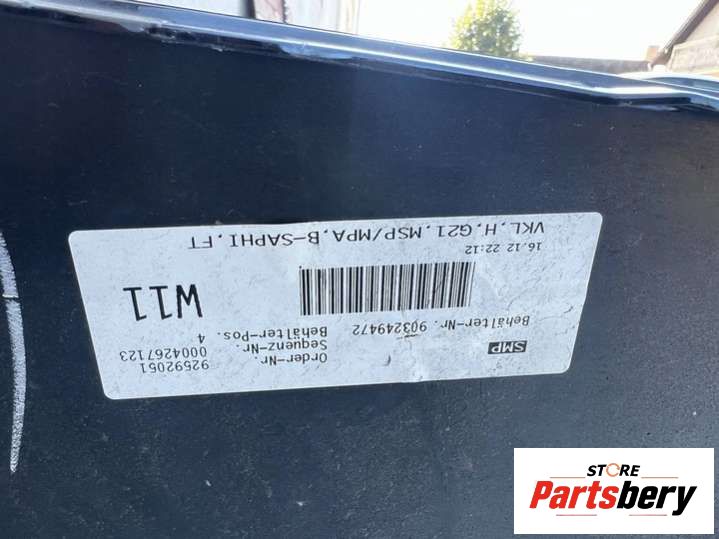 SMP
Order-Nr. 92592051
Sequenz-Nr. 0004267123
Behälter-Nr. 903249472 Behälter-Pos. 4
W11
16.12 22:12
VKL.H.G21.MSP/MPA.B-SAPHI.FT
STORE
Partsbery